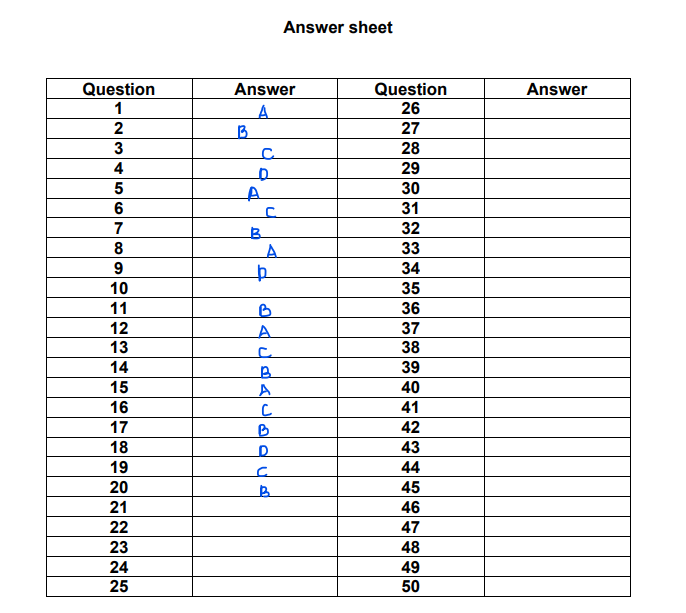 Answer sheet
Question Answer Question Answer
1 A 26
2 B 27
3 C 28
4 D 29
5 A 30
6 C 31
7 B 32
8 A 33
9 D 34
10 35
11 B 36
12 A 37
13 C 38
14 B 39
15 A 40
16 C 41
17 B 42
18 D 43
19 C 44
20 B 45
21 46
22 47
23 48
24 49
25 50